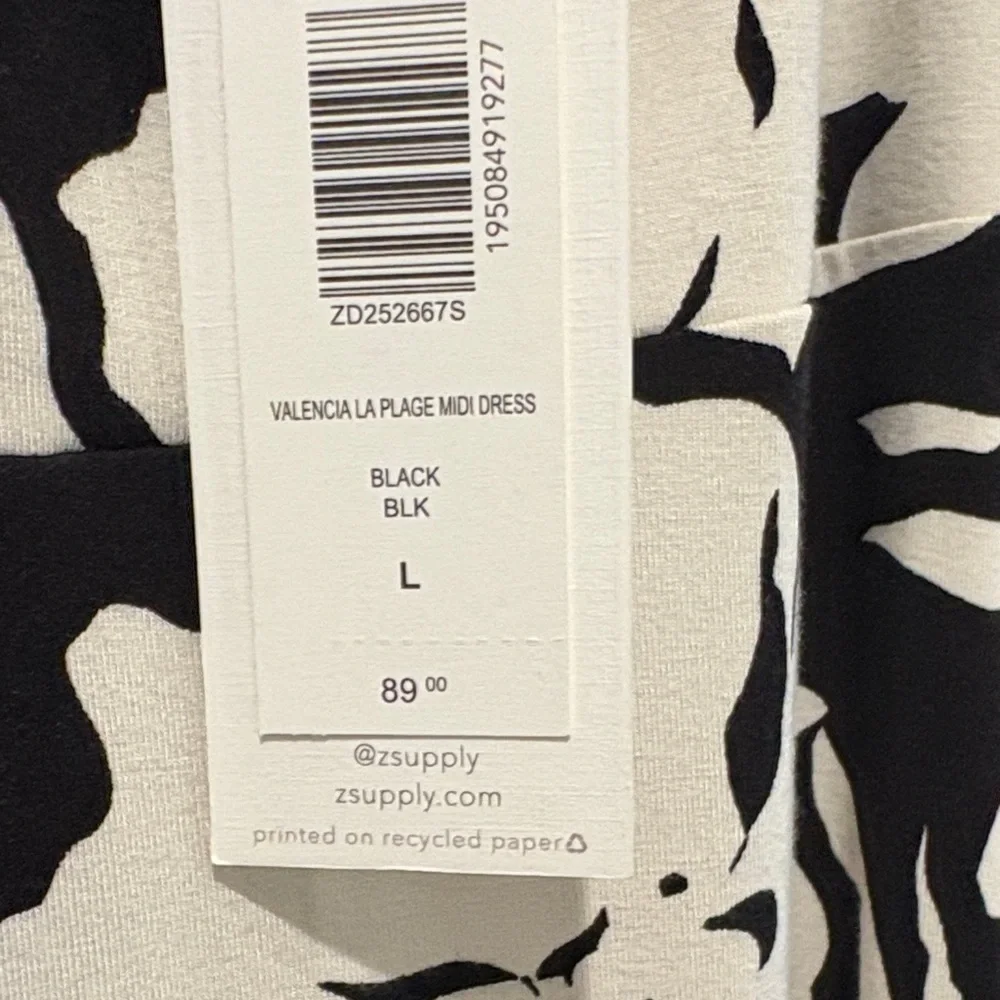 195084919277
ZD252667S
VALENCIA LA PLAGE MIDI DRESS
BLACK
BLK
L
89 00
@zsupply
zsupply.com
printed on recycled paper